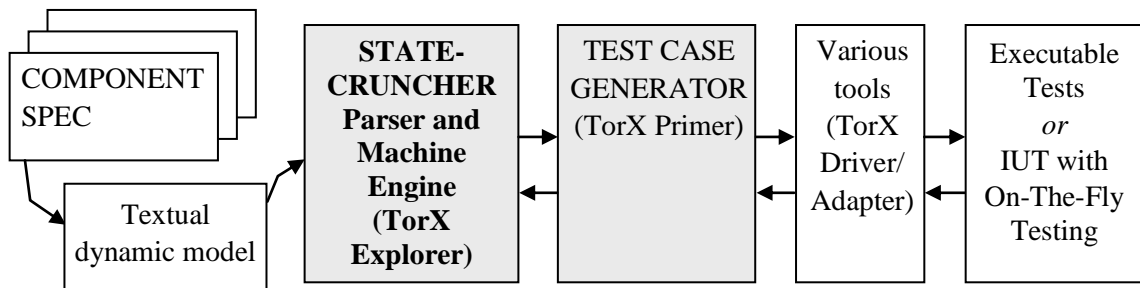 COMPONENT
SPEC
Textual
dynamic model
STATE-
CRUNCHER
Parser and
Machine
Engine
(TorX
Explorer)
TEST CASE
GENERATOR
(TorX Primer)
Various
tools
(TorX
Driver/
Adapter)
Executable
Tests
or
IUT with
On-The-Fly
Testing